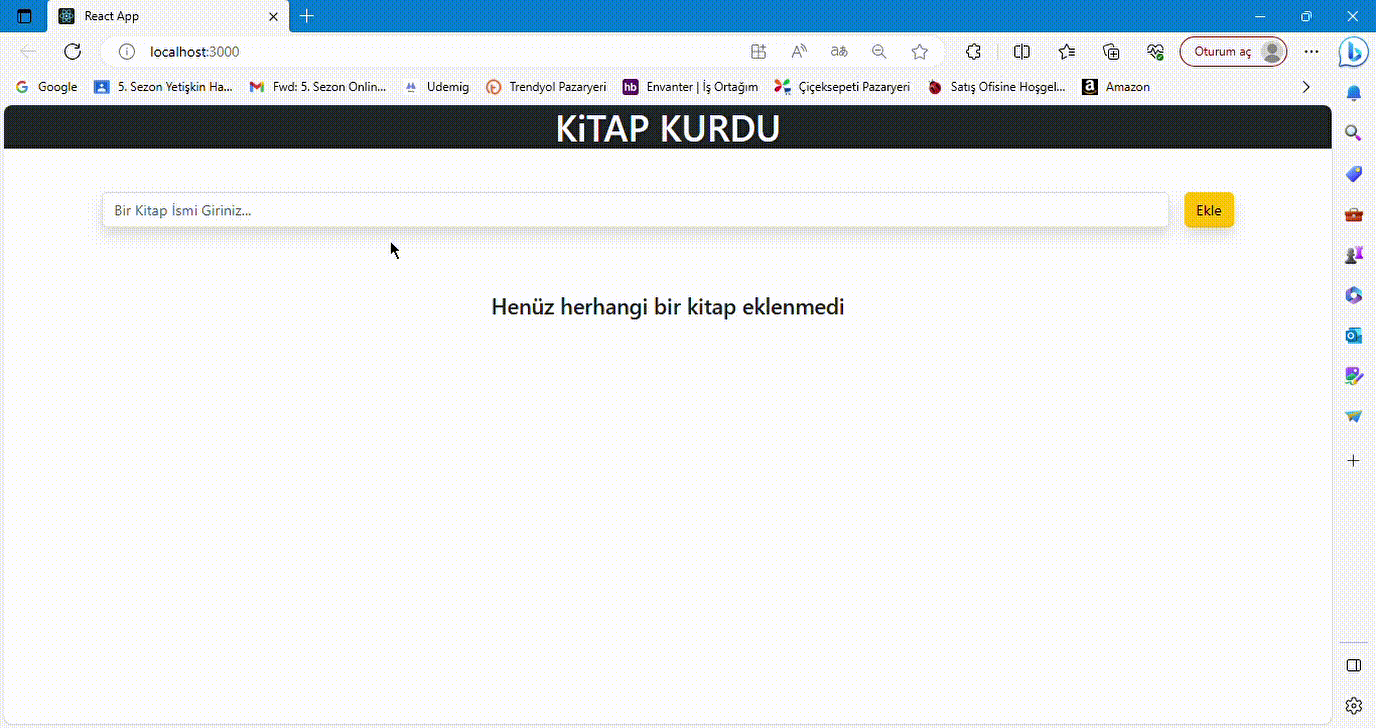 React App
localhost:3000
Oturum aç
Google
5. Sezon Yetişkin Ha...
Fwd: 5. Sezon Onlin...
Udemig
Trendyol Pazaryeri
hb
Envanter | İş Ortağım
Çiçeksepeti Pazaryeri
Satış Ofisine Hoşgel...
a
Amazon
KiTAP KURDU
Bir Kitap İsmi Giriniz...
Ekle
Henüz herhangi bir kitap eklenmedi